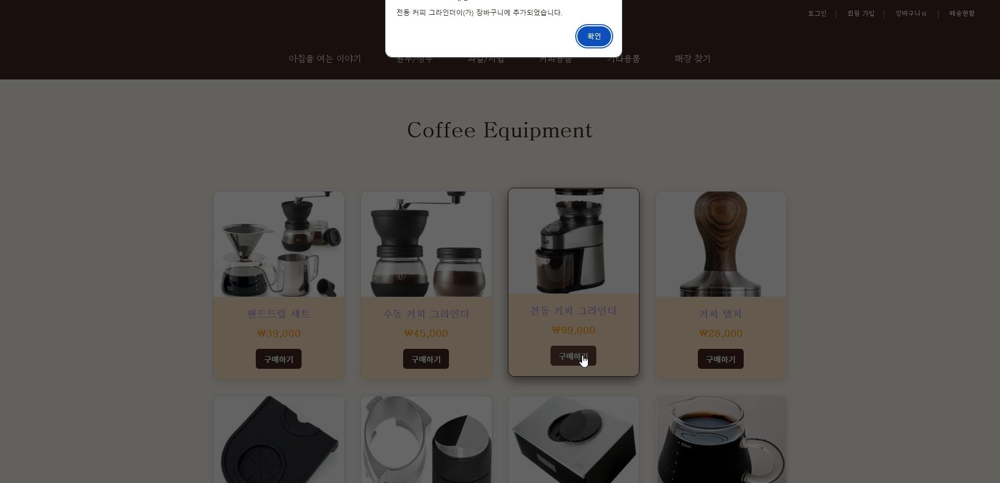 전동 커피 그라인더이(가) 장바구니에 추가되었습니다.
확인
로그인 회원 가입 장바구니🛒 배송현황
아침을 여는 이야기 원두/생두 과일/시럽 커피용품 기타용품 매장 찾기
Coffee Equipment
핸드드립 세트 수동 커피 그라인더 전동 커피 그라인더 커피 탬퍼
₩39,000 ₩45,000 ₩99,000 ₩28,000
구매하기 구매하기 구매하기 구매하기
60ml